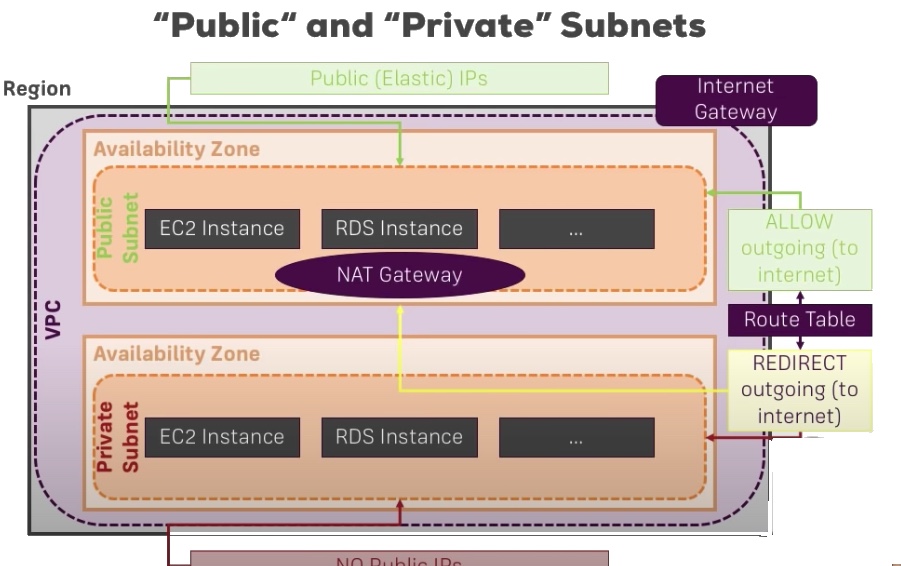 “Public“ and “Private” Subnets
Public (Elastic) IPs
Region
Internet
Gateway
Availability Zone
Public
Subnet
EC2 Instance
RDS Instance
...
NAT Gateway
ALLOW
outgoing (to
internet)
VPC
Route Table
Availability Zone
REDIRECT
outgoing (to
internet)
Private
Subnet
EC2 Instance
RDS Instance
...
NO Public IPs